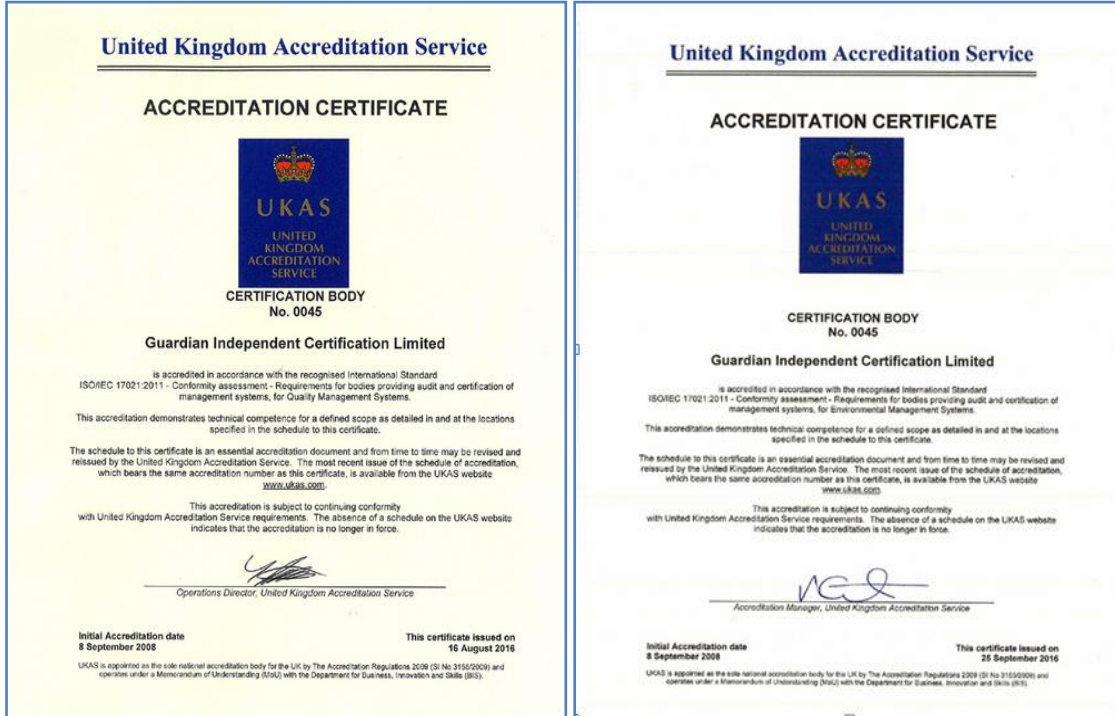 United Kingdom Accreditation Service
ACCREDITATION CERTIFICATE
UKAS
UNITED
KINGDOM
ACCREDITATION
SERVICE
CERTIFICATION BODY
No. 0045
Guardian Independent Certification Limited
is accredited in accordance with the recognised International Standard
ISO/IEC 17021:2011 - Conformity assessment - Requirements for bodies providing audit and certification of
management systems, for Quality Management Systems.
This accreditation demonstrates technical competence for a defined scope as detailed in and at the locations
specified in the schedule to this certificate.
The schedule to this certificate is an essential accreditation document and from time to time may be revised and
reissued by the United Kingdom Accreditation Service. The most recent issue of the schedule of accreditation,
which bears the same accreditation number as this certificate, is available from the UKAS website
www.ukas.com.
This accreditation is subject to continuing conformity
with United Kingdom Accreditation Service requirements. The absence of a schedule on the UKAS website
indicates that the accreditation is no longer in force.
Operations Director, United Kingdom Accreditation Service
Initial Accreditation date
8 September 2008
This certificate issued on
16 August 2016
UKAS is appointed as the sole national accreditation body for the UK by The Accreditation Regulations 2009 (SI No 3155/2009) and
operates under a Memorandum of Understanding (MoU) with the Department for Business, Innovation and Skills (BIS).
United Kingdom Accreditation Service
ACCREDITATION CERTIFICATE
UKAS
UNITED
KINGDOM
ACCREDITATION
SERVICE
CERTIFICATION BODY
No. 0045
Guardian Independent Certification Limited
is accredited in accordance with the recognised International Standard
ISO/IEC 17021:2011 - Conformity assessment - Requirements for bodies providing audit and certification of
management systems, for Environmental Management Systems.
This accreditation demonstrates technical competence for a defined scope as detailed in and at the locations
specified in the schedule to this certificate.
The schedule to this certificate is an essential accreditation document and from time to time may be revised and
reissued by the United Kingdom Accreditation Service. The most recent issue of the schedule of accreditation,
which bears the same accreditation number as this certificate, is available from the UKAS website
www.ukas.com.
This accreditation is subject to continuing conformity
with United Kingdom Accreditation Service requirements. The absence of a schedule on the UKAS website
indicates that the accreditation is no longer in force.
Accreditation Manager, United Kingdom Accreditation Service
Initial Accreditation date
8 September 2008
This certificate issued on
25 September 2016
UKAS is appointed as the sole national accreditation body for the UK by The Accreditation Regulations 2009 (SI No 3155/2009) and
operates under a Memorandum of Understanding (MoU) with the Department for Business, Innovation and Skills (BIS).